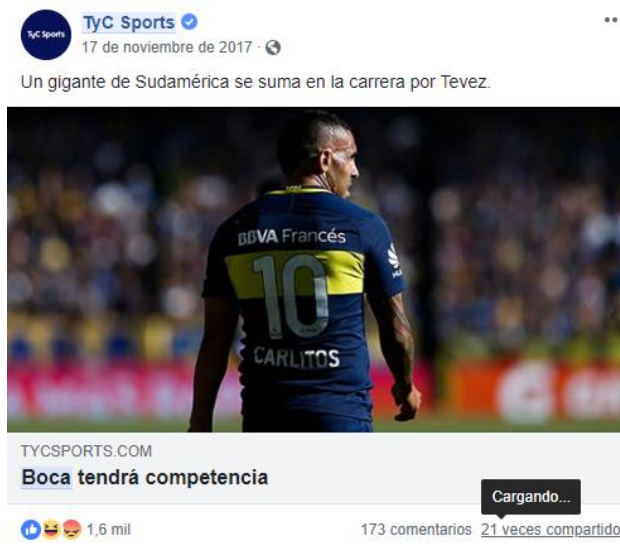 TyC Sports
TyC Sports
17 de noviembre de 2017 ·
Un gigante de Sudamérica se suma en la carrera por Tevez.
BBVA Francés
10
CARLITOS
TYCSPORTS.COM
Boca tendrá competencia
Cargando...
1,6 mil
173 comentarios 21 veces compartido